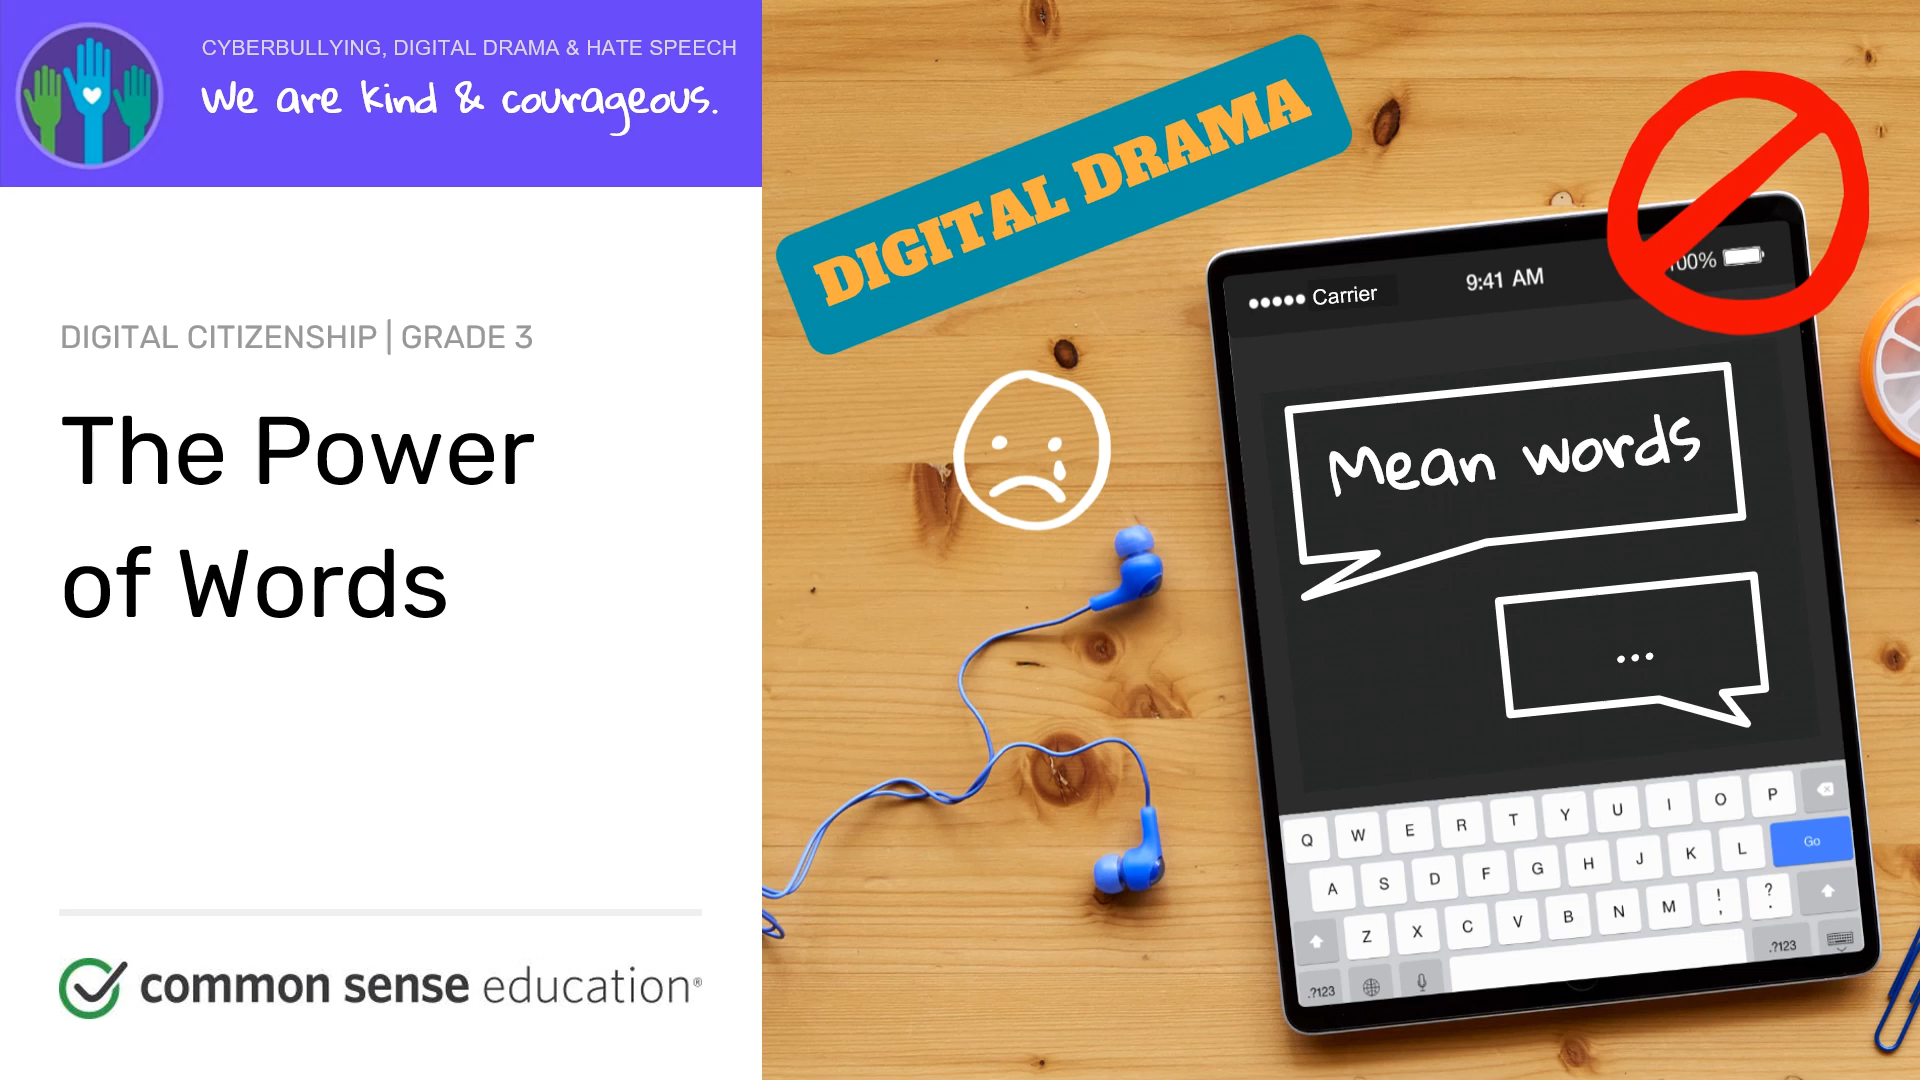 CYBERBULLYING, DIGITAL DRAMA & HATE SPEECH
We are kind & courageous.
DIGITAL CITIZENSHIP | GRADE 3
The Power
of Words
common sense education®
DIGITAL DRAMA
Carrier
9:41 AM
100%
Mean words
...
Q W E R T Y U I O P
A S D F G H J K L Go
Z X C V B N M ! , ? .
.?123 .?123